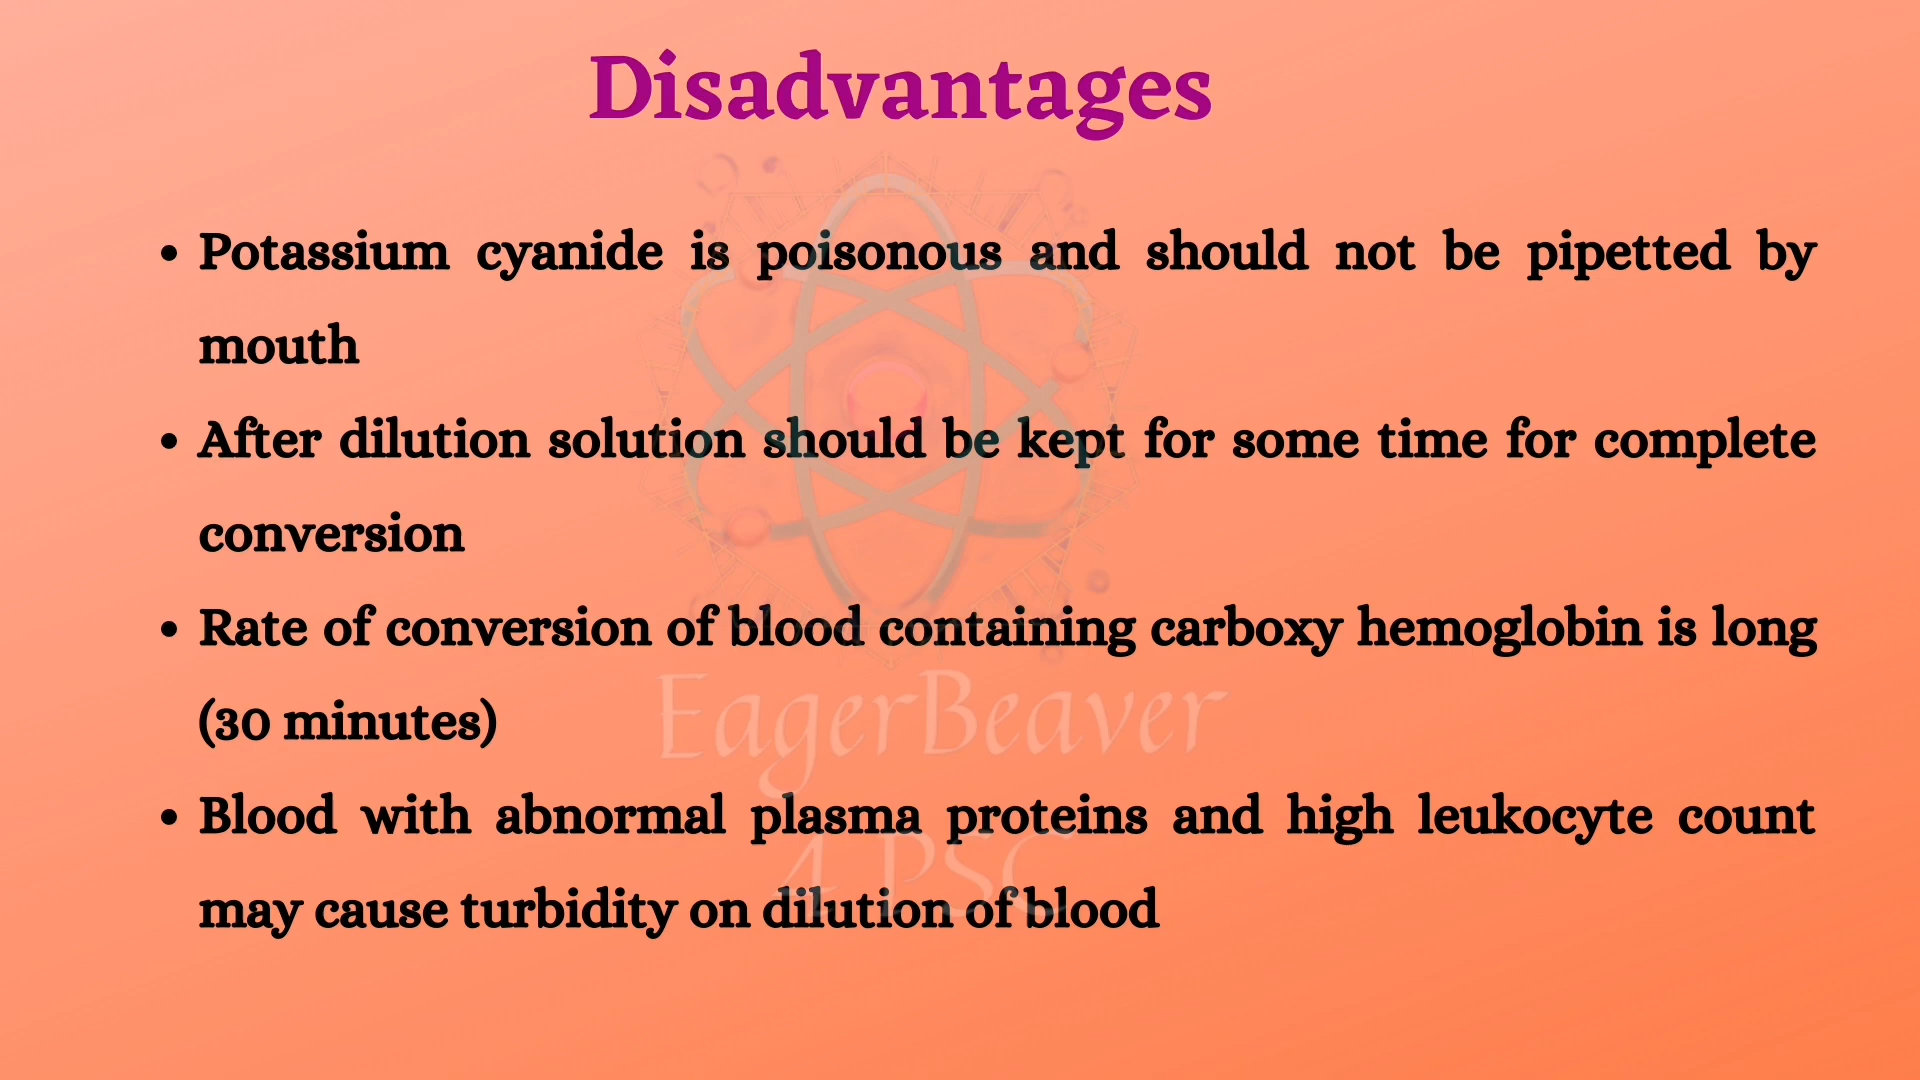 Disadvantages
• Potassium cyanide is poisonous and should not be pipetted by
mouth
• After dilution solution should be kept for some time for complete
conversion
• Rate of conversion of blood containing carboxy hemoglobin is long
(30 minutes)
EagerBeaver
• Blood with abnormal plasma proteins and high leukocyte count
4 PSC
may cause turbidity on dilution of blood